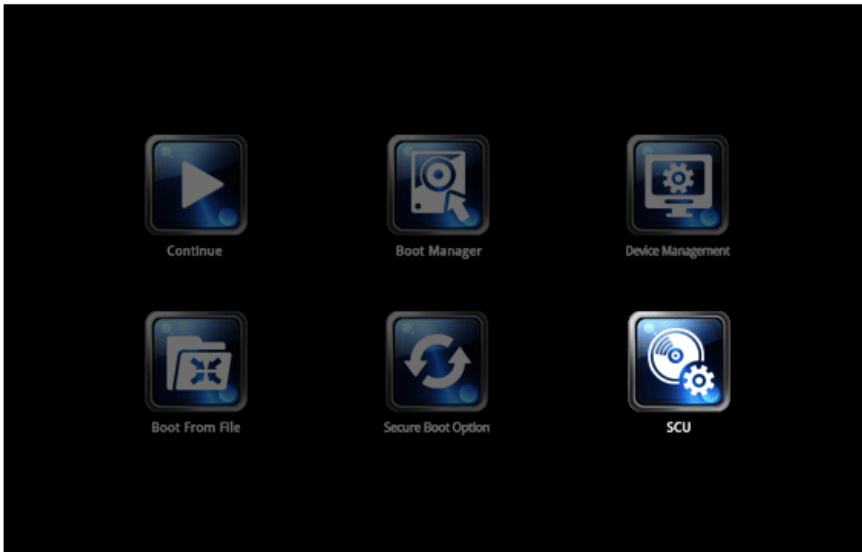 Continue
Boot Manager
Device Management
Boot From File
Secure Boot Option
SCU